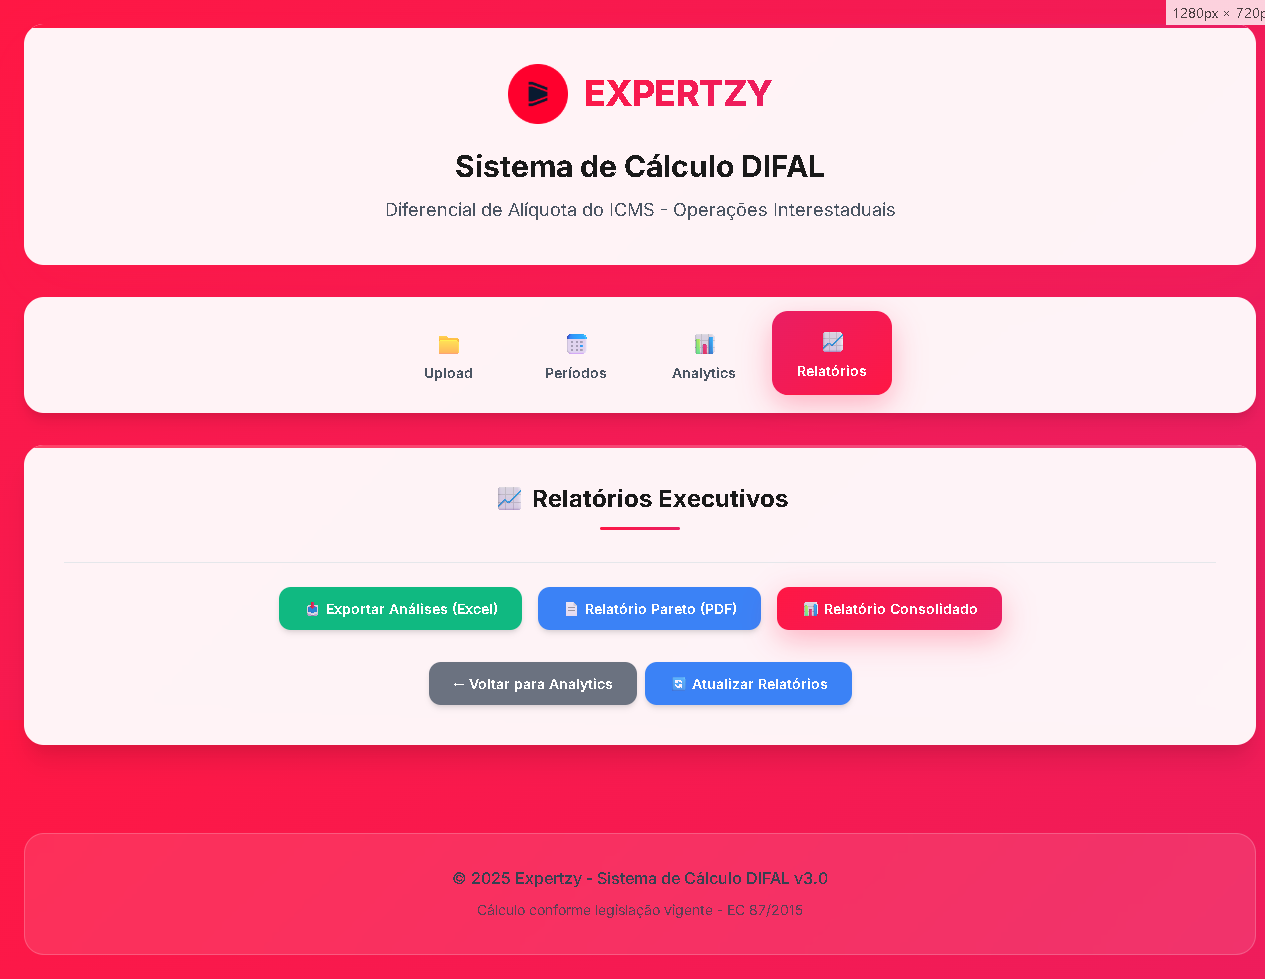 1280px × 720p
EXPERTZY
Sistema de Cálculo DIFAL
Diferencial de Alíquota do ICMS - Operações Interestaduais
Upload
Períodos
Analytics
Relatórios
Relatórios Executivos
Exportar Análises (Excel)
Relatório Pareto (PDF)
Relatório Consolidado
← Voltar para Analytics
Atualizar Relatórios
© 2025 Expertzy - Sistema de Cálculo DIFAL v3.0
Cálculo conforme legislação vigente - EC 87/2015